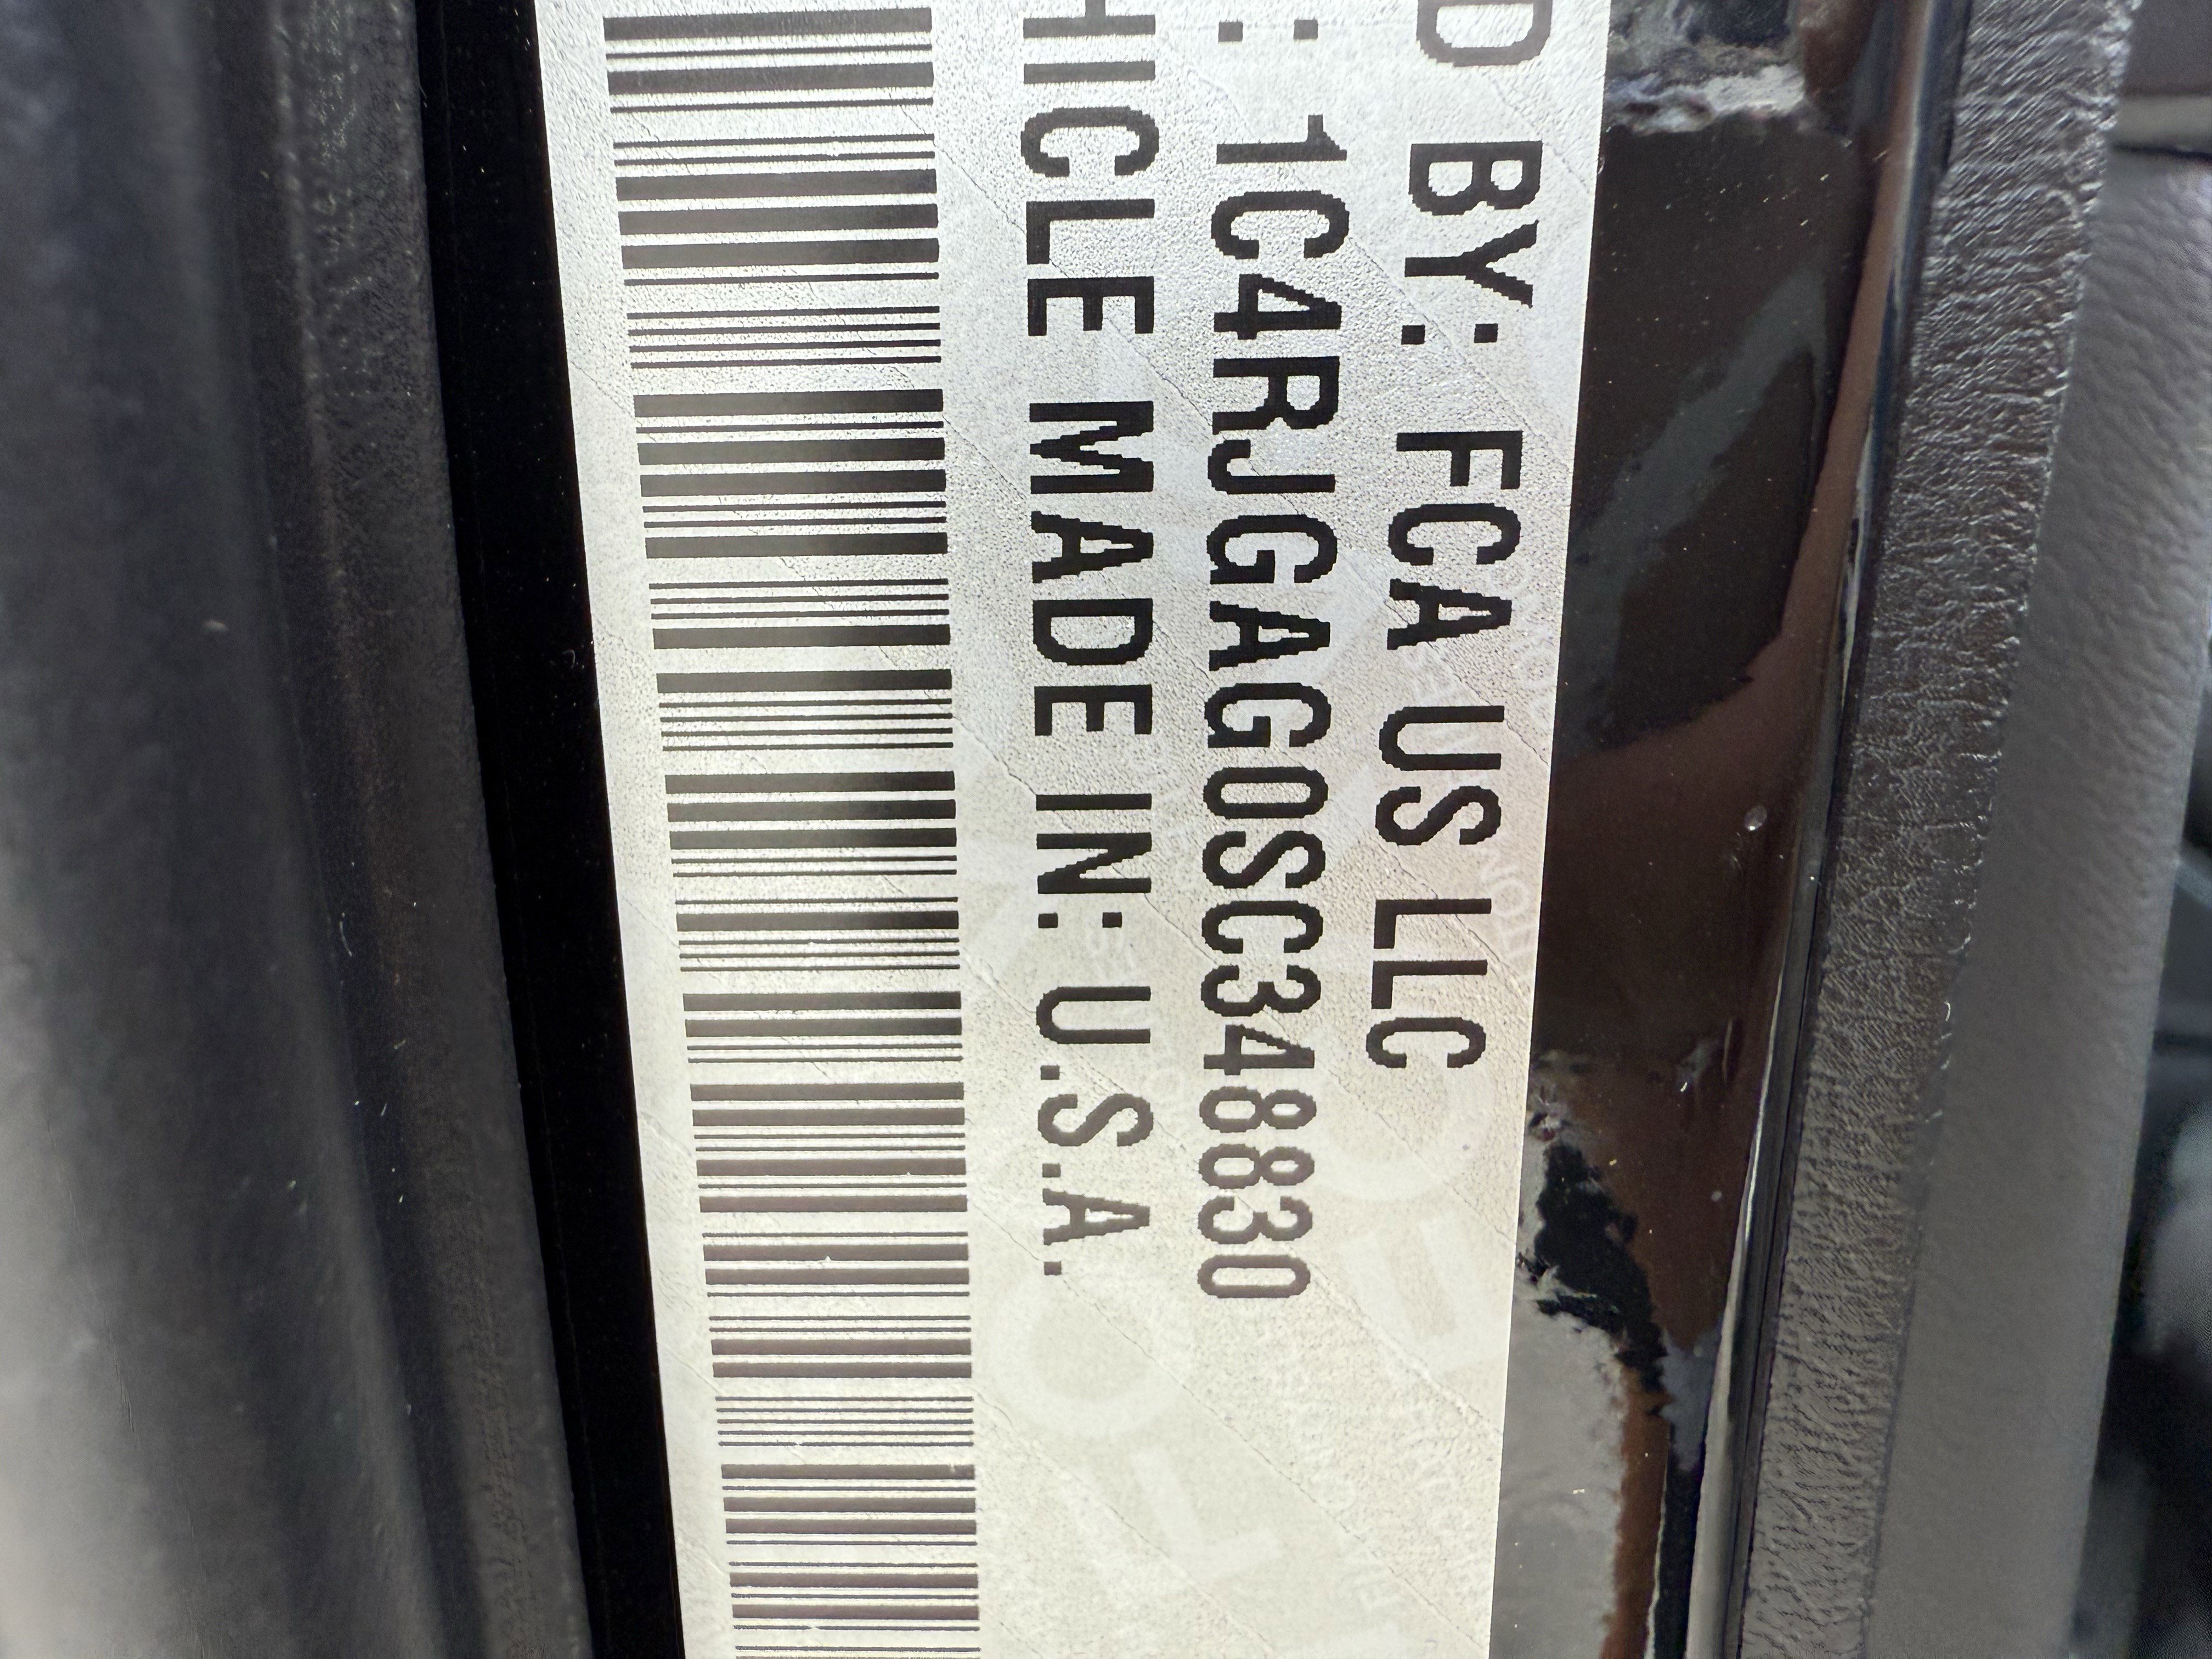 D BY: FCA US LLC
: 1C4RJGAG0SC348830
HICLE MADE IN: U.S.A.